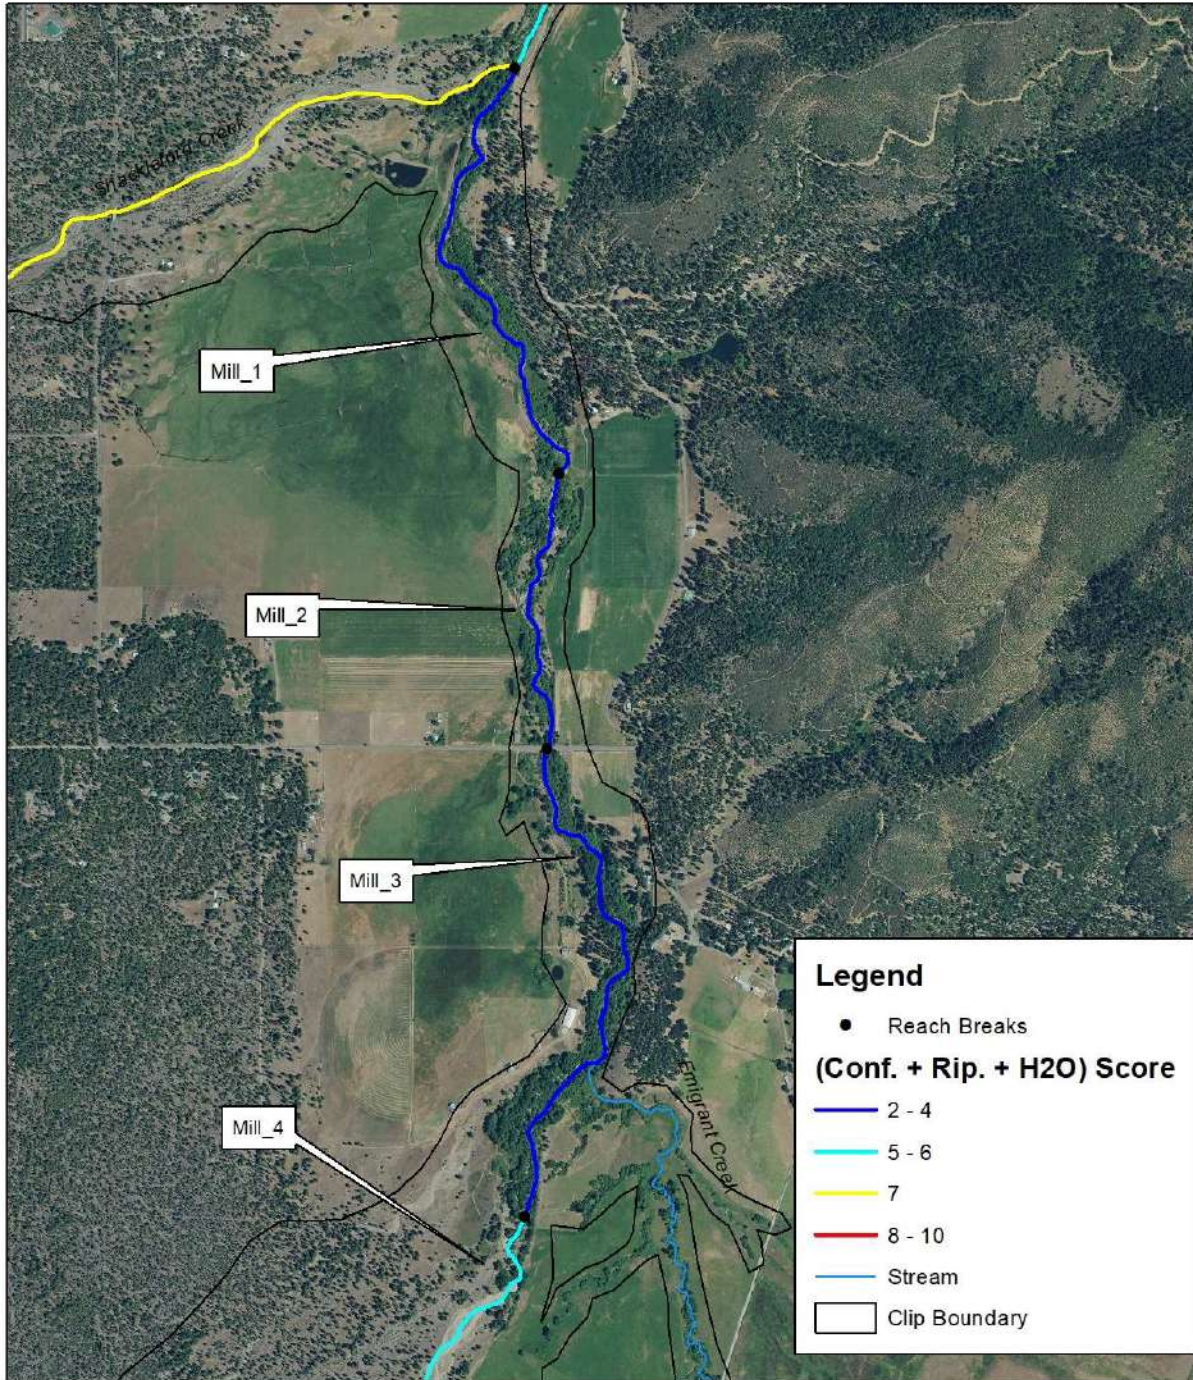 Shackleford Creek
Mill_1
Mill_2
Mill_3
Mill_4
Emigrant Creek
Legend
Reach Breaks
(Conf. + Rip. + H2O) Score
2 - 4
5 - 6
7
8 - 10
Stream
Clip Boundary